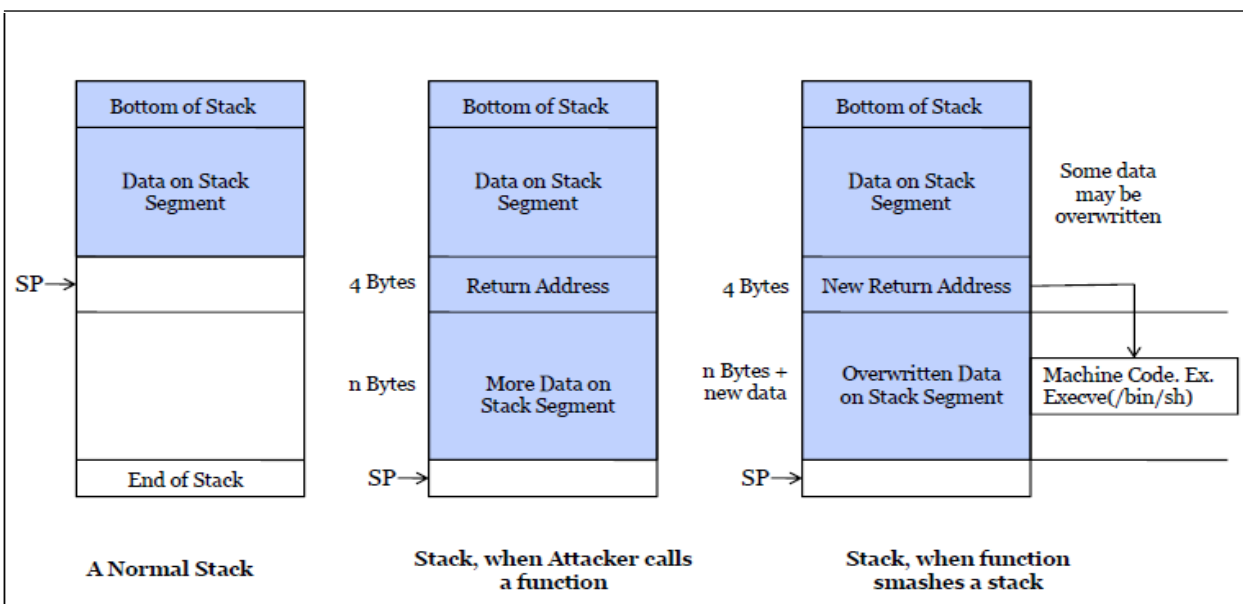 Bottom of Stack
Data on Stack
Segment
SP
End of Stack
A Normal Stack
Bottom of Stack
Data on Stack
Segment
4 Bytes
Return Address
n Bytes
More Data on
Stack Segment
SP
Stack, when Attacker calls
a function
Bottom of Stack
Data on Stack
Segment
Some data
may be
overwritten
4 Bytes
New Return Address
n Bytes +
new data
Overwritten Data
on Stack Segment
Machine Code. Ex.
Execve(/bin/sh)
SP
Stack, when function
smashes a stack